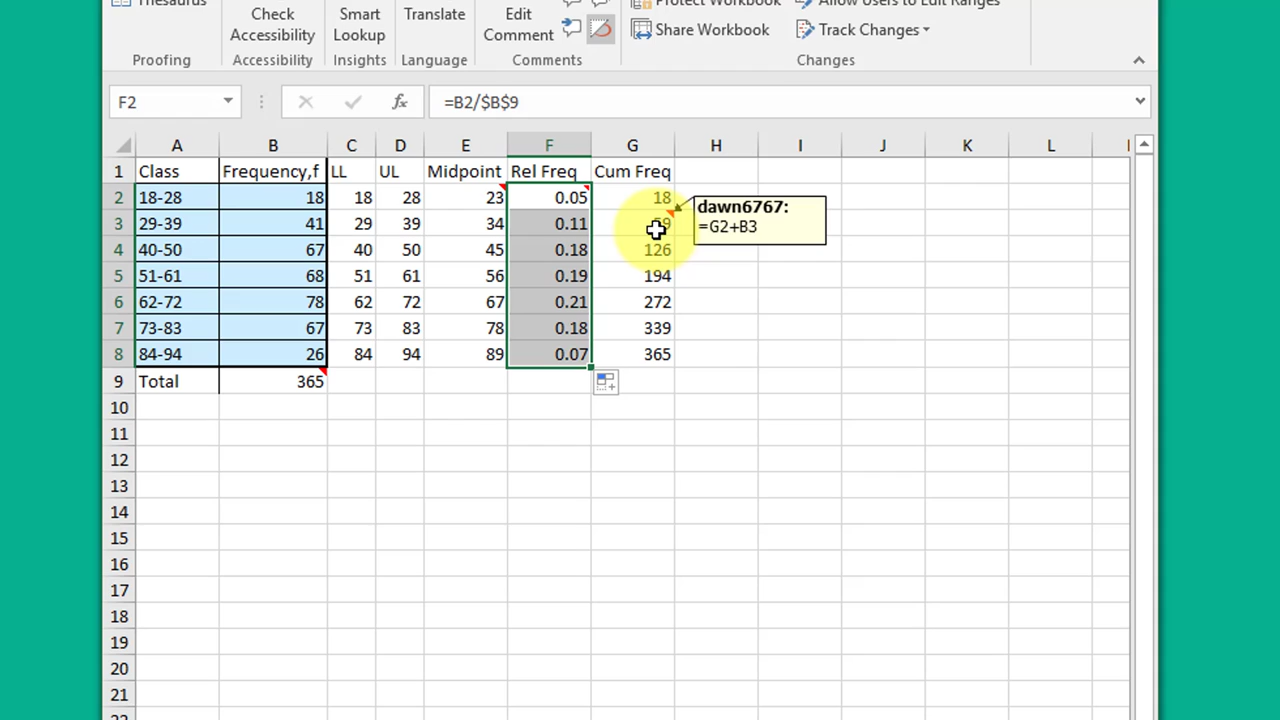 Thesaurus
Check
Accessibility
Smart
Lookup
Translate
Edit
Comment
Protect Workbook
Allow Users to Edit Ranges
Share Workbook
Track Changes
Proofing
Accessibility
Insights
Language
Comments
Changes
F2
fx
=B2/$B$9
A B C D E F G H I J K L
1 Class Frequency,f LL UL Midpoint Rel Freq Cum Freq
2 18-28 18 18 28 23 0.05 18
dawn6767:
=G2+B3
3 29-39 41 29 39 34 0.11 59
4 40-50 67 40 50 45 0.18 126
5 51-61 68 51 61 56 0.19 194
6 62-72 78 62 72 67 0.21 272
7 73-83 67 73 83 78 0.18 339
8 84-94 26 84 94 89 0.07 365
9 Total 365
10
11
12
13
14
15
16
17
18
19
20
21